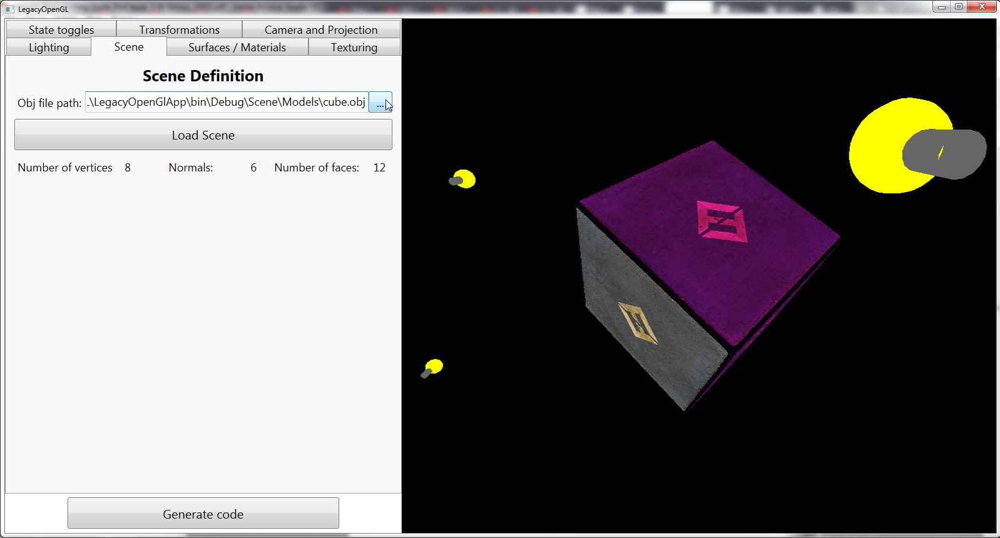 LegacyOpenGL
State toggles Transformations Camera and Projection
Lighting Scene Surfaces / Materials Texturing
Scene Definition
Obj file path: .\LegacyOpenGlApp\bin\Debug\Scene\Models\cube.obj ...
Load Scene
Number of vertices 8 Normals: 6 Number of faces: 12
Generate code